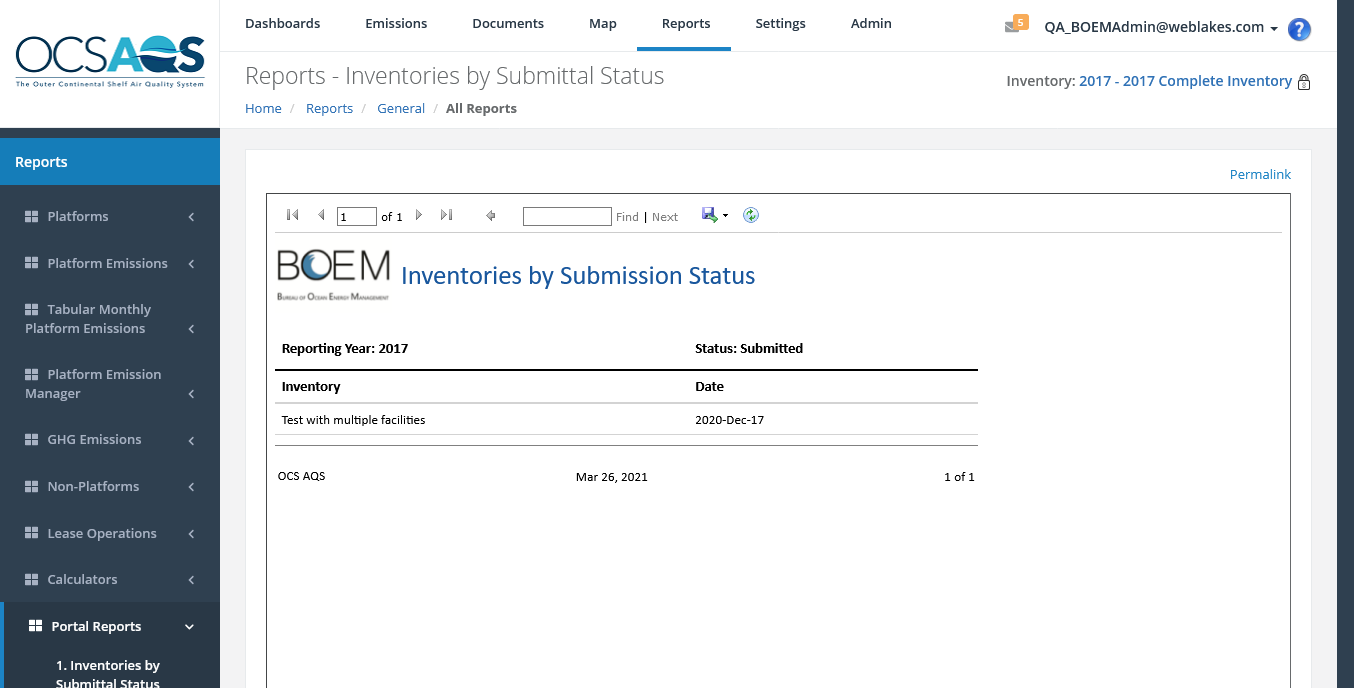 Dashboards Emissions Documents Map Reports Settings Admin 5 QA_BOEMAdmin@weblakes.com ?
OCSAQS
The Outer Continental Shelf Air Quality System
Reports - Inventories by Submittal Status
Inventory: 2017 - 2017 Complete Inventory
Home / Reports / General / All Reports
Reports
Platforms
Platform Emissions
Tabular Monthly
Platform Emissions
Platform Emission
Manager
GHG Emissions
Non-Platforms
Lease Operations
Calculators
Portal Reports
1. Inventories by
Submittal Status
Permalink
1 of 1 Find | Next
BOEM
Bureau of Ocean Energy Management
Inventories by Submission Status
Reporting Year: 2017 Status: Submitted
Inventory Date
Test with multiple facilities 2020-Dec-17
OCS AQS Mar 26, 2021 1 of 1